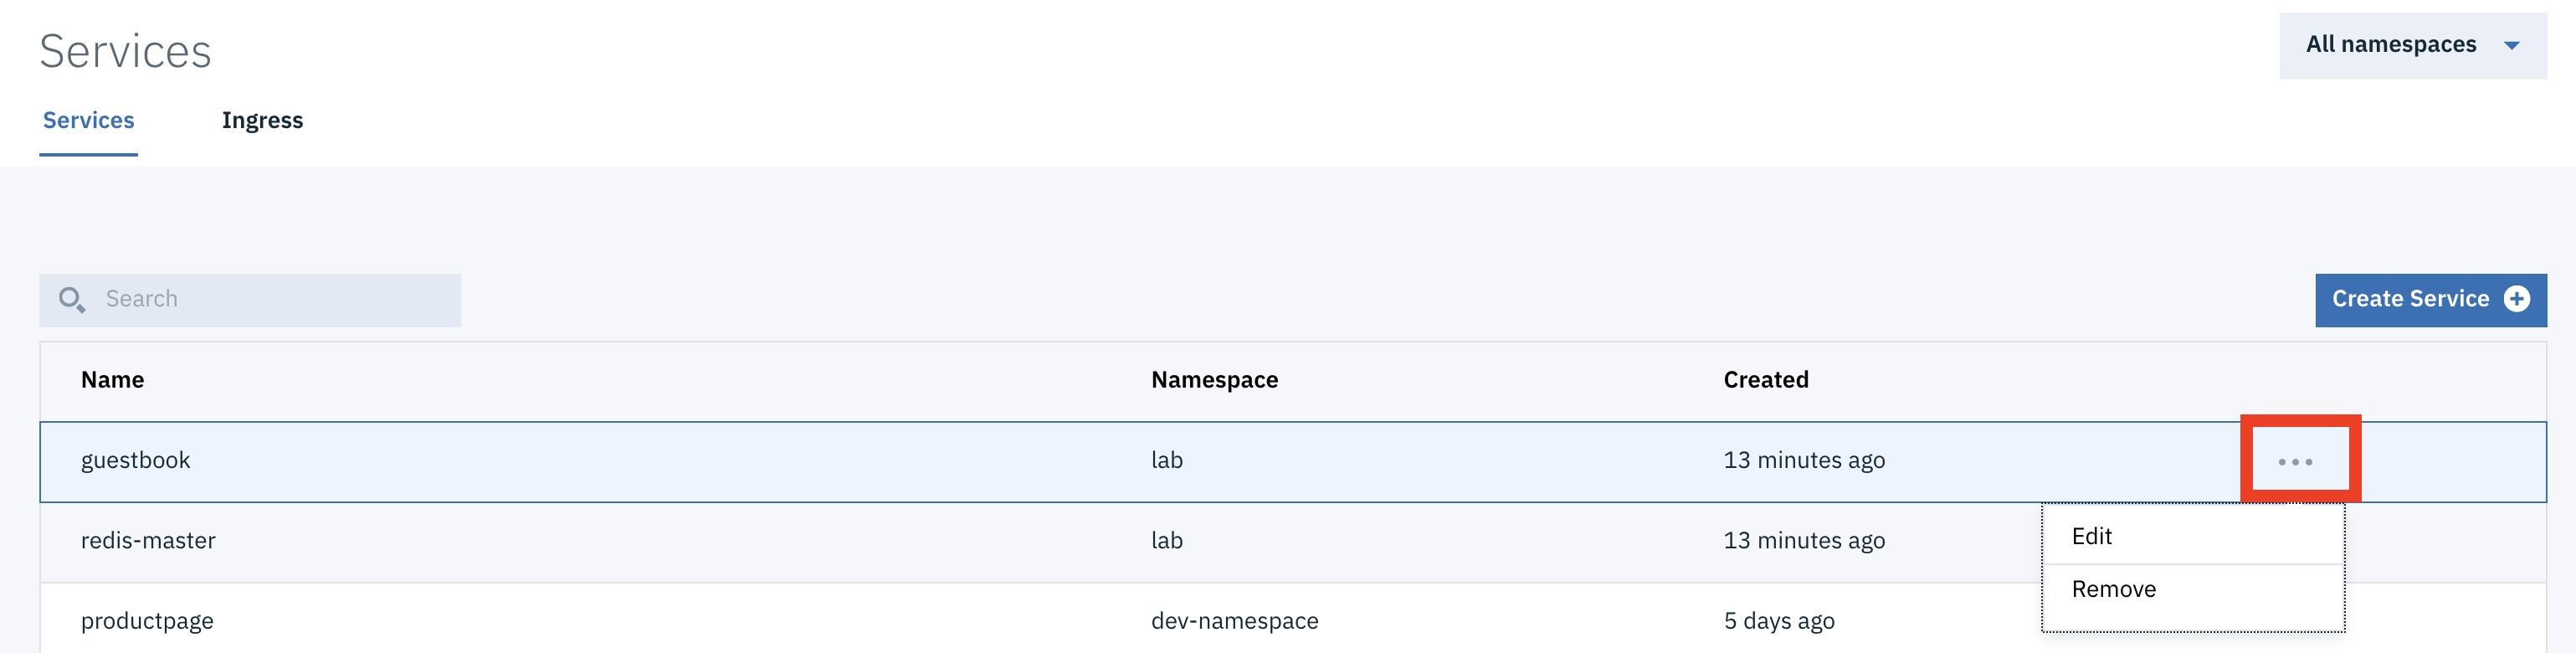 Services
All namespaces
Services Ingress
Search
Create Service
Name Namespace Created
guestbook lab 13 minutes ago
redis-master lab 13 minutes ago
Edit
Remove
productpage dev-namespace 5 days ago